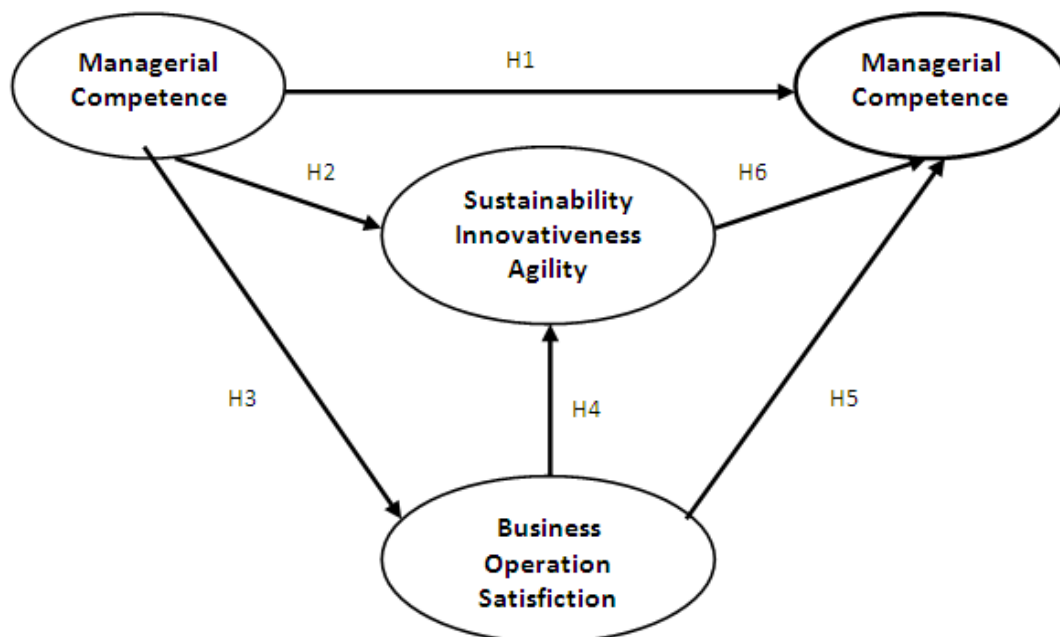 Managerial
Competence
H1
Managerial
Competence
H2
H6
Sustainability
Innovativeness
Agility
H3
H4
H5
Business
Operation
Satisfiction